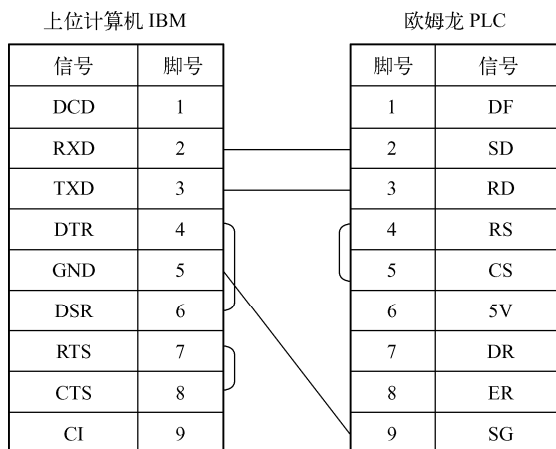 上位计算机 IBM 欧姆龙 PLC
信号 脚号 脚号 信号
DCD 1 1 DF
RXD 2 2 SD
TXD 3 3 RD
DTR 4 4 RS
GND 5 5 CS
DSR 6 6 5V
RTS 7 7 DR
CTS 8 8 ER
CI 9 9 SG